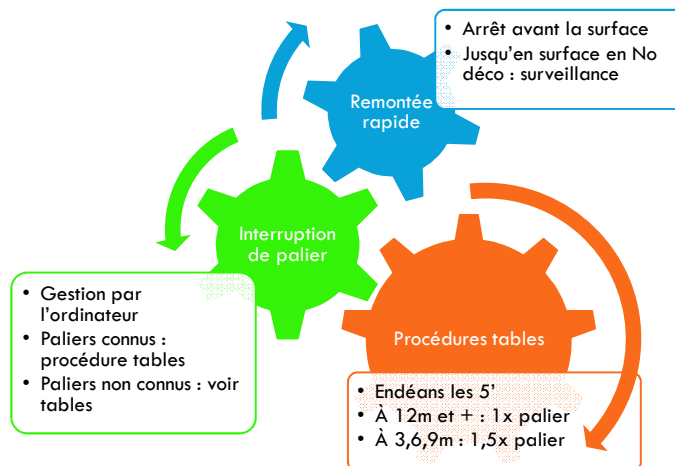 • Arrêt avant la surface
• Jusqu’en surface en No
déco : surveillance
Remontée
rapide
Interruption
de palier
• Gestion par
l’ordinateur
• Paliers connus :
procédure tables
• Paliers non connus : voir
tables
Procédures tables
• Endéans les 5’
• À 12m et + : 1x palier
• À 3,6,9m : 1,5x palier